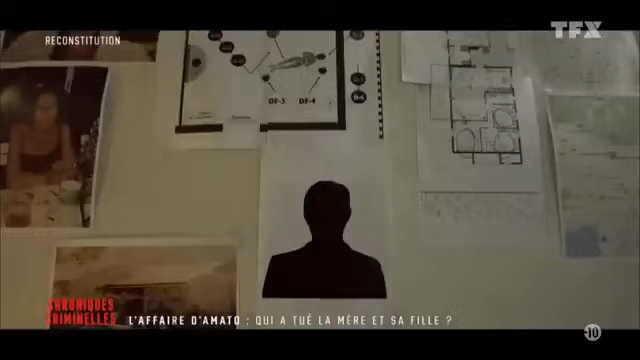 RECONSTITUTION
TFX
DF-3 DF-4
CHRONIQUES
CRIMINELLES
L'AFFAIRE D'AMATO : QUI A TUÉ LA MÈRE ET SA FILLE ?
-10